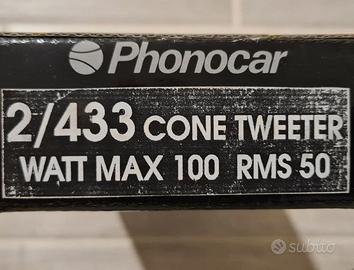 Phonocar
2/433 CONE TWEETER
WATT MAX 100 RMS 50
subito